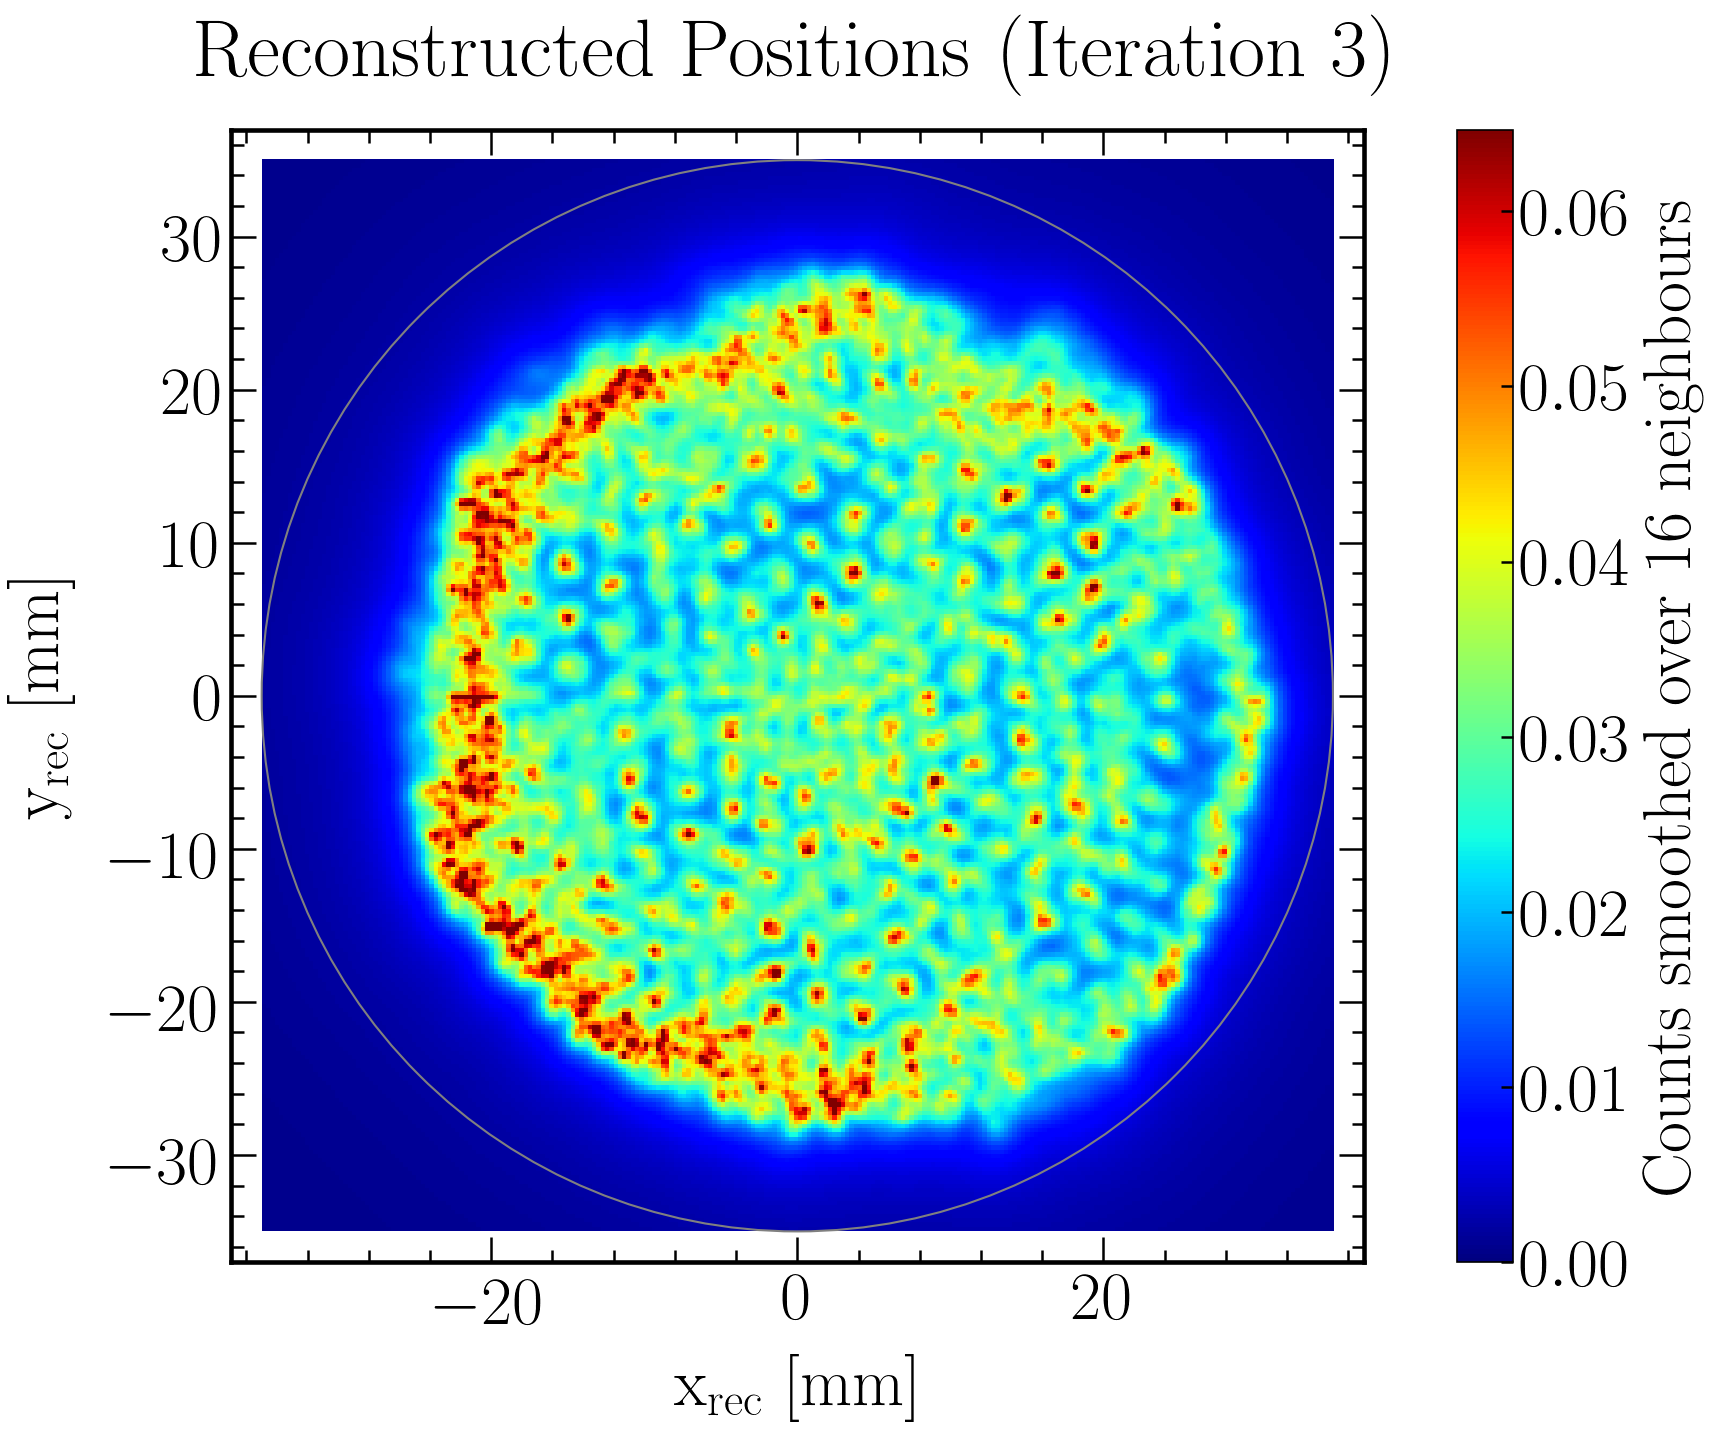 Reconstructed Positions (Iteration 3)
30
20
10
0
−10
−20
−30
y_rec [mm]
−20 0 20
x_rec [mm]
0.06
0.05
0.04
0.03
0.02
0.01
0.00
Counts smoothed over 16 neighbours